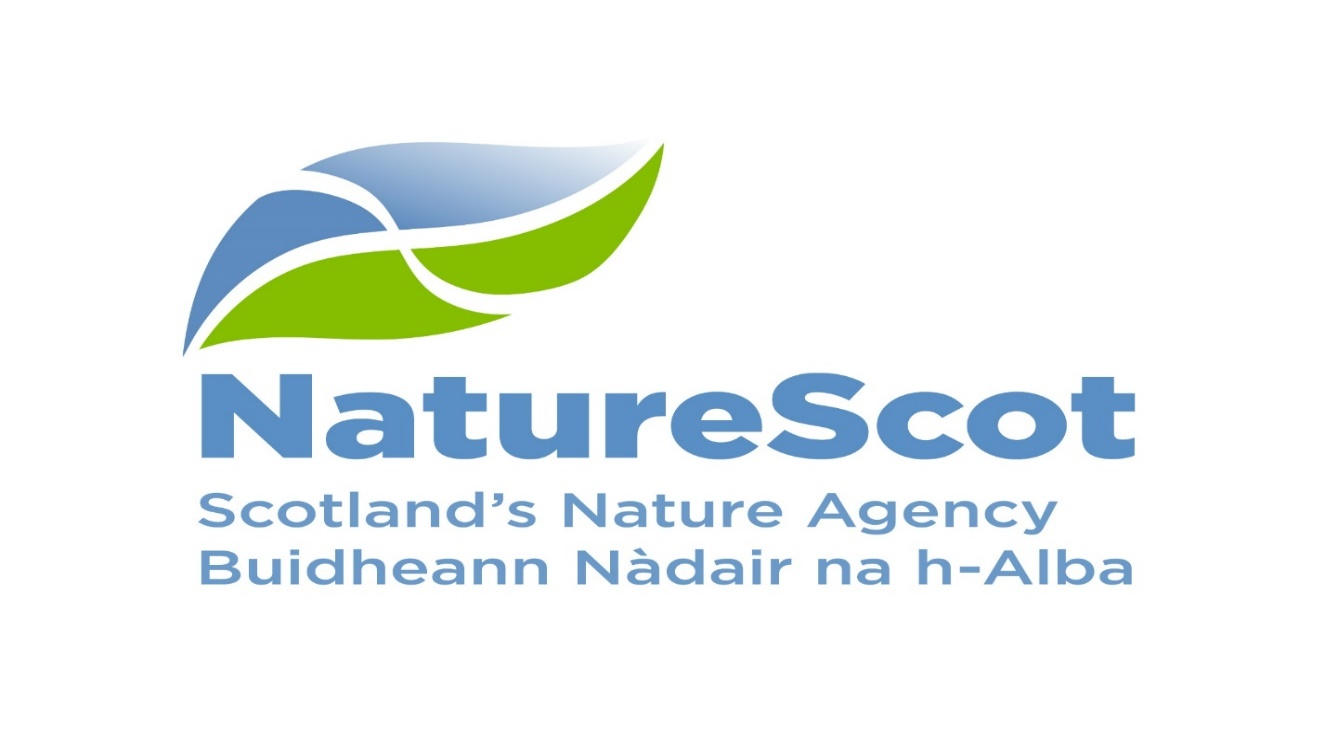 NatureScot
Scotland’s Nature Agency
Buidheann Nàdair na h-Alba